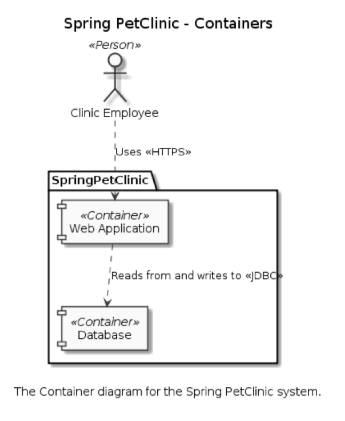 Spring PetClinic - Containers
«Person»
Clinic Employee
Uses «HTTPS»
SpringPetClinic
«Container»
Web Application
Reads from and writes to «JDBC»
«Container»
Database
The Container diagram for the Spring PetClinic system.